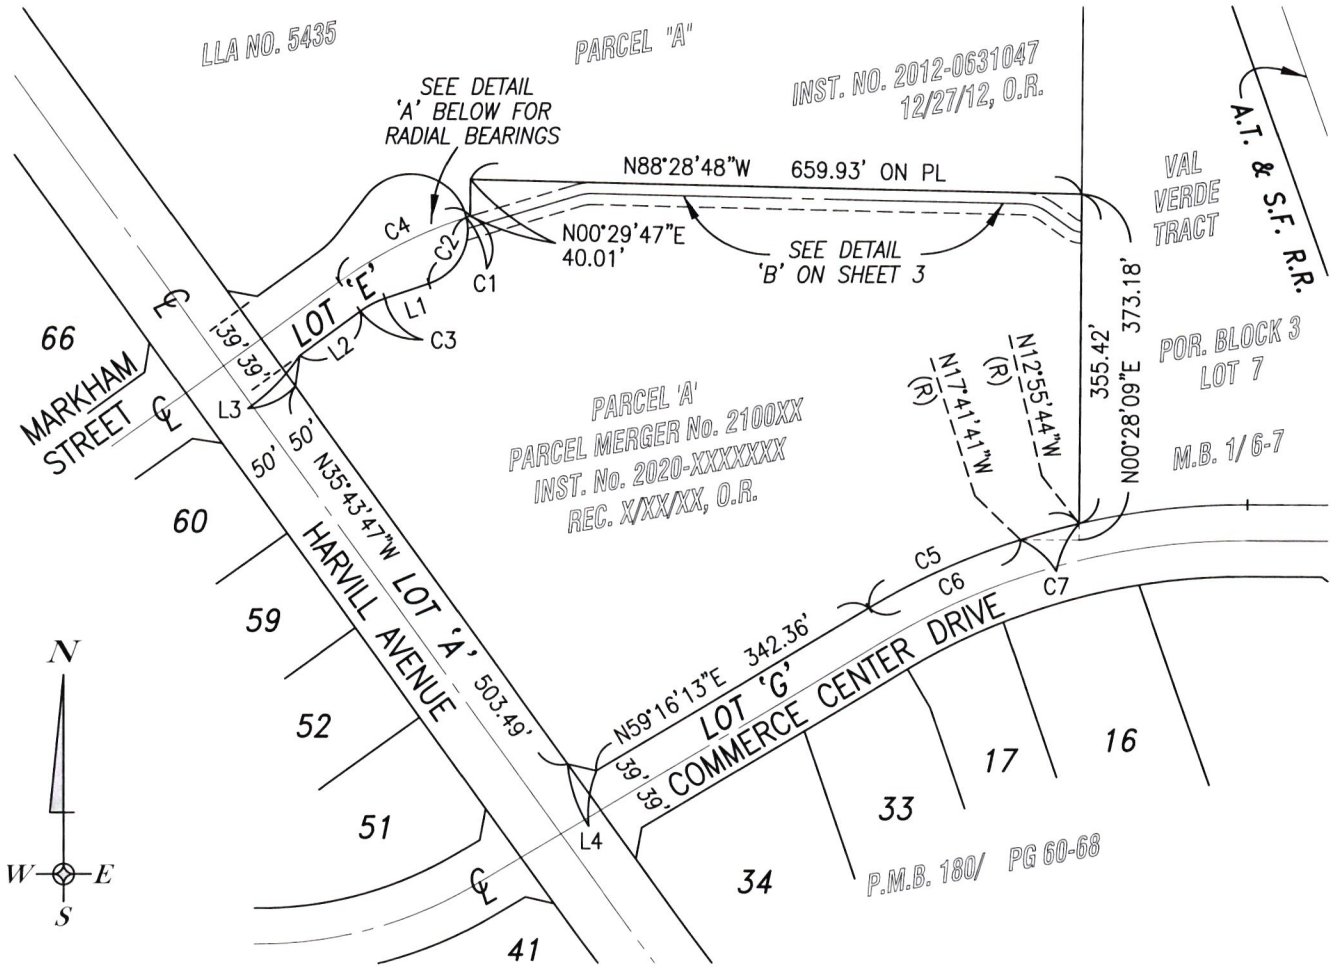 LLA NO. 5435
PARCEL "A"
INST. NO. 2012-0631047
12/27/12, O.R.
SEE DETAIL
'A' BELOW FOR
RADIAL BEARINGS
A.T. & S.F. R.R.
VAL
VERDE
TRACT
N88°28'48"W 659.93' ON PL
C4
C2
N00°29'47"E
40.01'
C1
SEE DETAIL
'B' ON SHEET 3
LOT 'E'
L1
C3
L2
L3
39' 39'
℄
66
MARKHAM
STREET
℄
355.42'
N00°28'09"E 373.18'
N12°55'44"W
(R)
N17°41'41"W
(R)
POR. BLOCK 3
LOT 7
M.B. 1/ 6-7
PARCEL 'A'
PARCEL MERGER No. 2100XX
INST. No. 2020-XXXXXXX
REC. X/XX/XX, O.R.
50'
50'
N35°43'47"W LOT 'A' 503.49'
HARVILL AVENUE
60
59
52
51
41
C5
C6
C7
N59°16'13"E 342.36'
LOT 'G'
COMMERCE CENTER DRIVE
39'
39'
L4
℄
16
17
33
34
P.M.B. 180/ PG 60-68
N
W
E
S